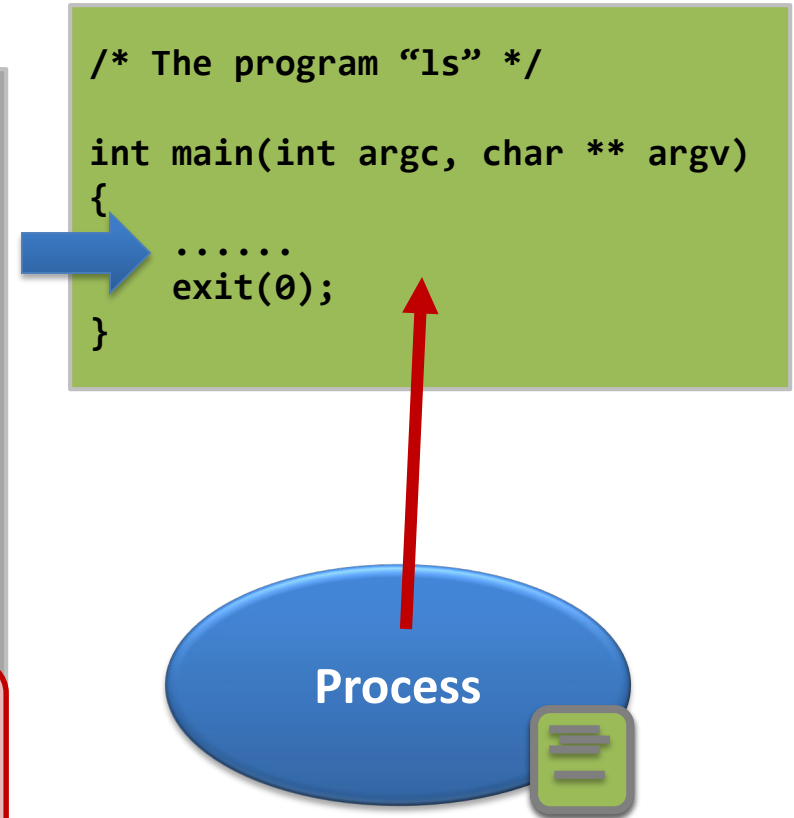 /* The program “ls” */
int main(int argc, char ** argv)
{
......
exit(0);
}
Process